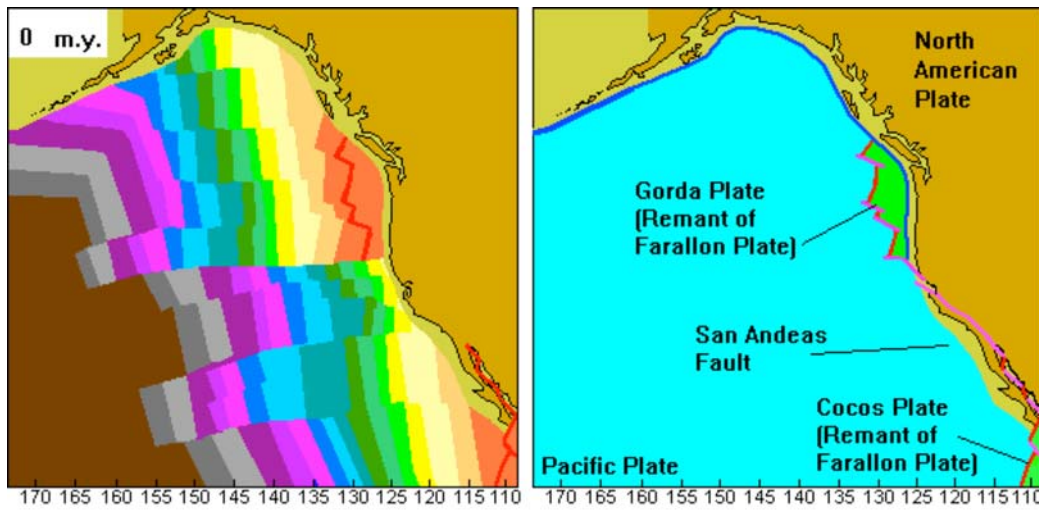 0 m.y.
170 165 160 155 150 145 140 135 130 125 120 115 110
North
American
Plate
Gorda Plate
(Remant of
Farallon Plate)
San Andeas
Fault
Cocos Plate
(Remant of
Farallon Plate)
Pacific Plate
170 165 160 155 150 145 140 135 130 125 120 115 110